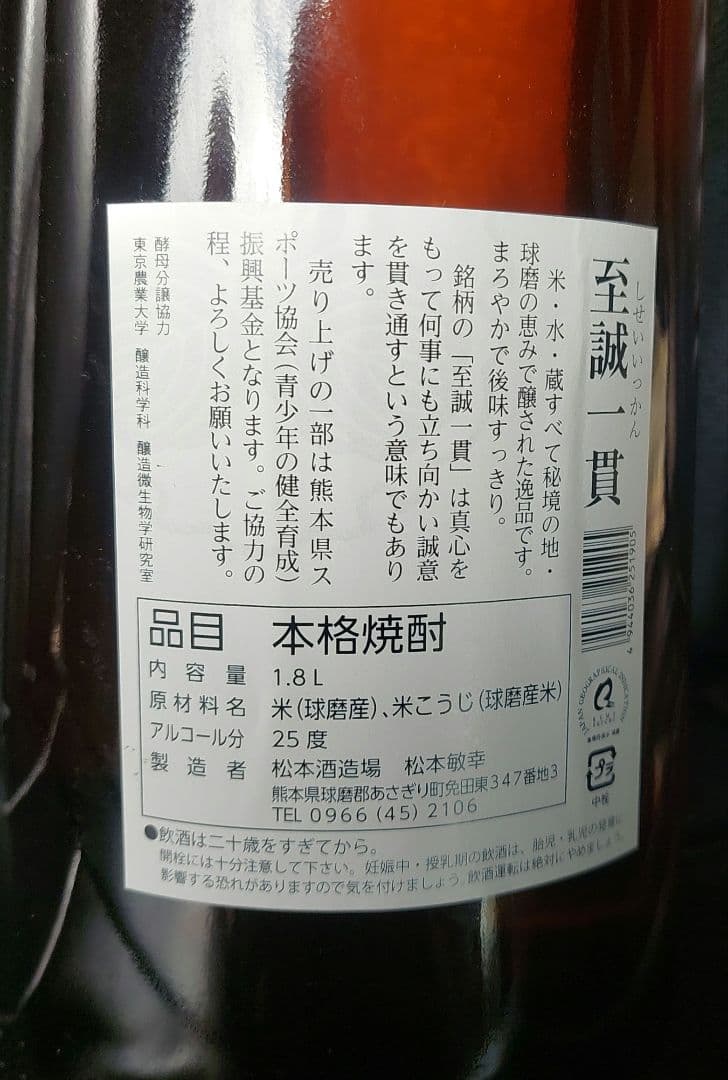 至誠一貫
しせいいっかん
米・水・蔵すべて秘境の地・
球磨の恵みで醸された逸品です。
まろやかで後味すっきり。
銘柄の「至誠一貫」は真心を
もって何事にも立ち向かい誠意
を貫き通すという意味でもあり
ます。
売り上げの一部は熊本県ス
ポーツ協会(青少年の健全育成)
振興基金となります。ご協力の
程、よろしくお願いいたします。
酵母分譲協力
東京農業大学 醸造科学科 醸造微生物学研究室
4944036251905
JAPAN GEOGRAPHICAL INDICATION
プラ
中栓
品目 本格焼酎
内容量 1.8L
原材料名 米(球磨産)、米こうじ(球磨産米)
アルコール分 25度
製造者 松本酒造場 松本敏幸
熊本県球磨郡あさぎり町免田東347番地3
TEL 0966(45)2106
●飲酒は二十歳をすぎてから。
開栓には十分注意して下さい。妊娠中・授乳期の飲酒は、胎児・乳児の発育に
影響する恐れがありますので気を付けましょう。飲酒運転は絶対にやめましょう。